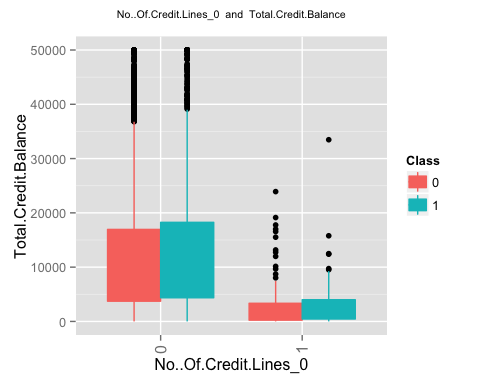 No..Of.Credit.Lines_0 and Total.Credit.Balance
50000
40000
30000
20000
10000
0
Total.Credit.Balance
0
1
No..Of.Credit.Lines_0
Class
0
1